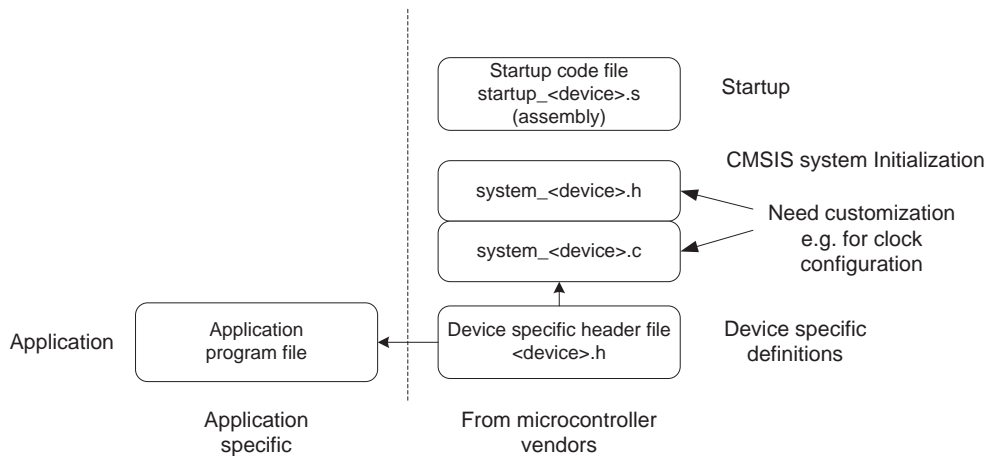 Startup code file
startup_<device>.s
(assembly)
Startup
CMSIS system Initialization
system_<device>.h
Need customization
e.g. for clock
configuration
system_<device>.c
Application
Application
program file
Device specific header file
<device>.h
Device specific
definitions
Application
specific
From microcontroller
vendors